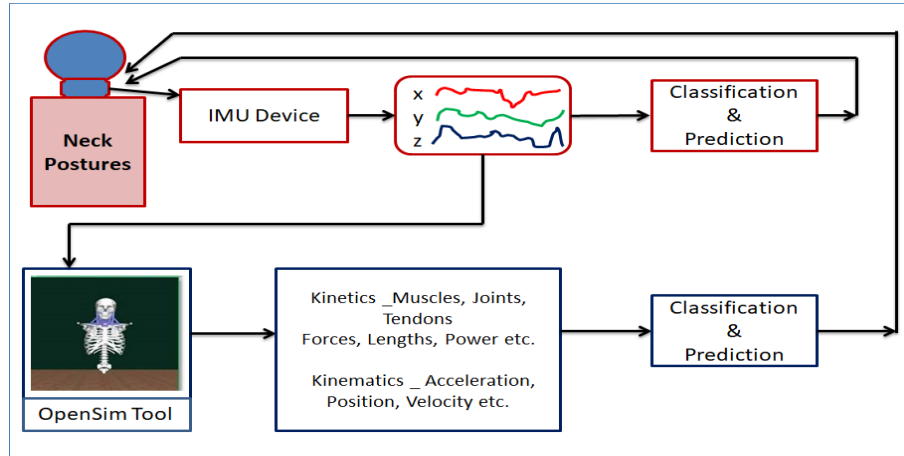 Neck
Postures
IMU Device
x
y
z
Classification
&
Prediction
OpenSim Tool
Kinetics _Muscles, Joints,
Tendons
Forces, Lengths, Power etc.
Kinematics _ Acceleration,
Position, Velocity etc.
Classification
&
Prediction